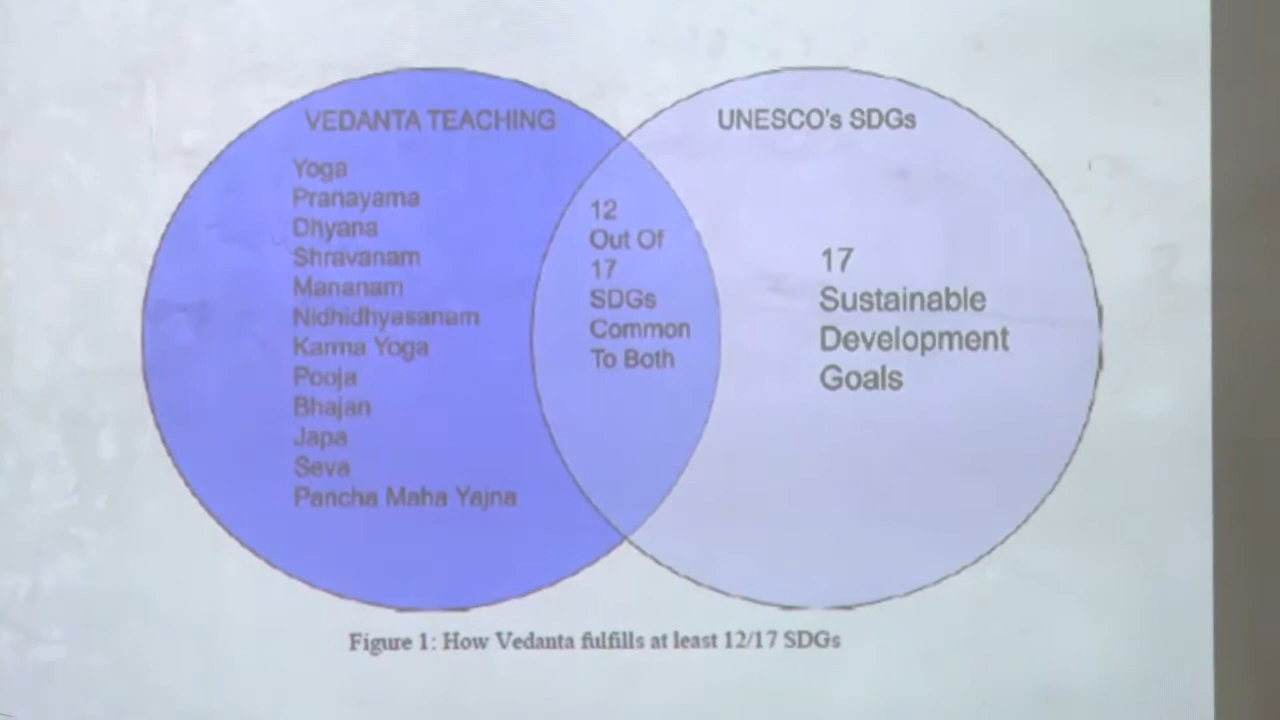 VEDANTA TEACHING
Yoga
Pranayama
Dhyana
Shravanam
Mananam
Nidhidhyasanam
Karma Yoga
Pooja
Bhajan
Japa
Seva
Pancha Maha Yajna
12
Out Of
17
SDGs
Common
To Both
UNESCO's SDGs
17
Sustainable
Development
Goals
Figure 1: How Vedanta fulfills at least 12/17 SDGs